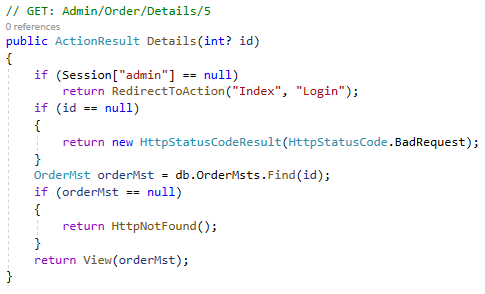 // GET: Admin/Order/Details/5
0 references
public ActionResult Details(int? id)
{
    if (Session["admin"] == null)
        return RedirectToAction("Index", "Login");
    if (id == null)
    {
        return new HttpStatusCodeResult(HttpStatusCode.BadRequest);
    }
    OrderMst orderMst = db.OrderMsts.Find(id);
    if (orderMst == null)
    {
        return HttpNotFound();
    }
    return View(orderMst);
}